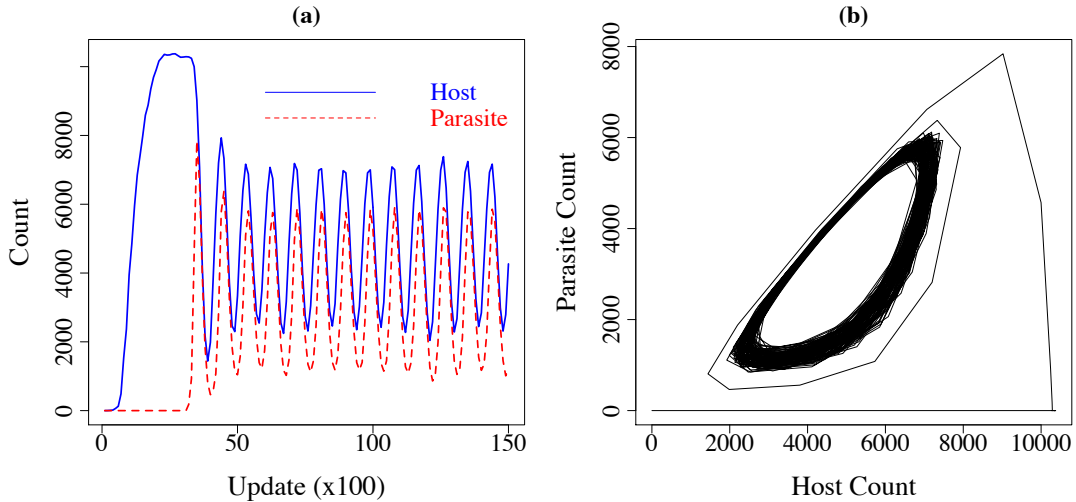 (a)
Count
0
2000
4000
6000
8000
Host
Parasite
0 50 100 150
Update (x100)
(b)
Parasite Count
0
2000
4000
6000
8000
0 2000 4000 6000 8000 10000
Host Count